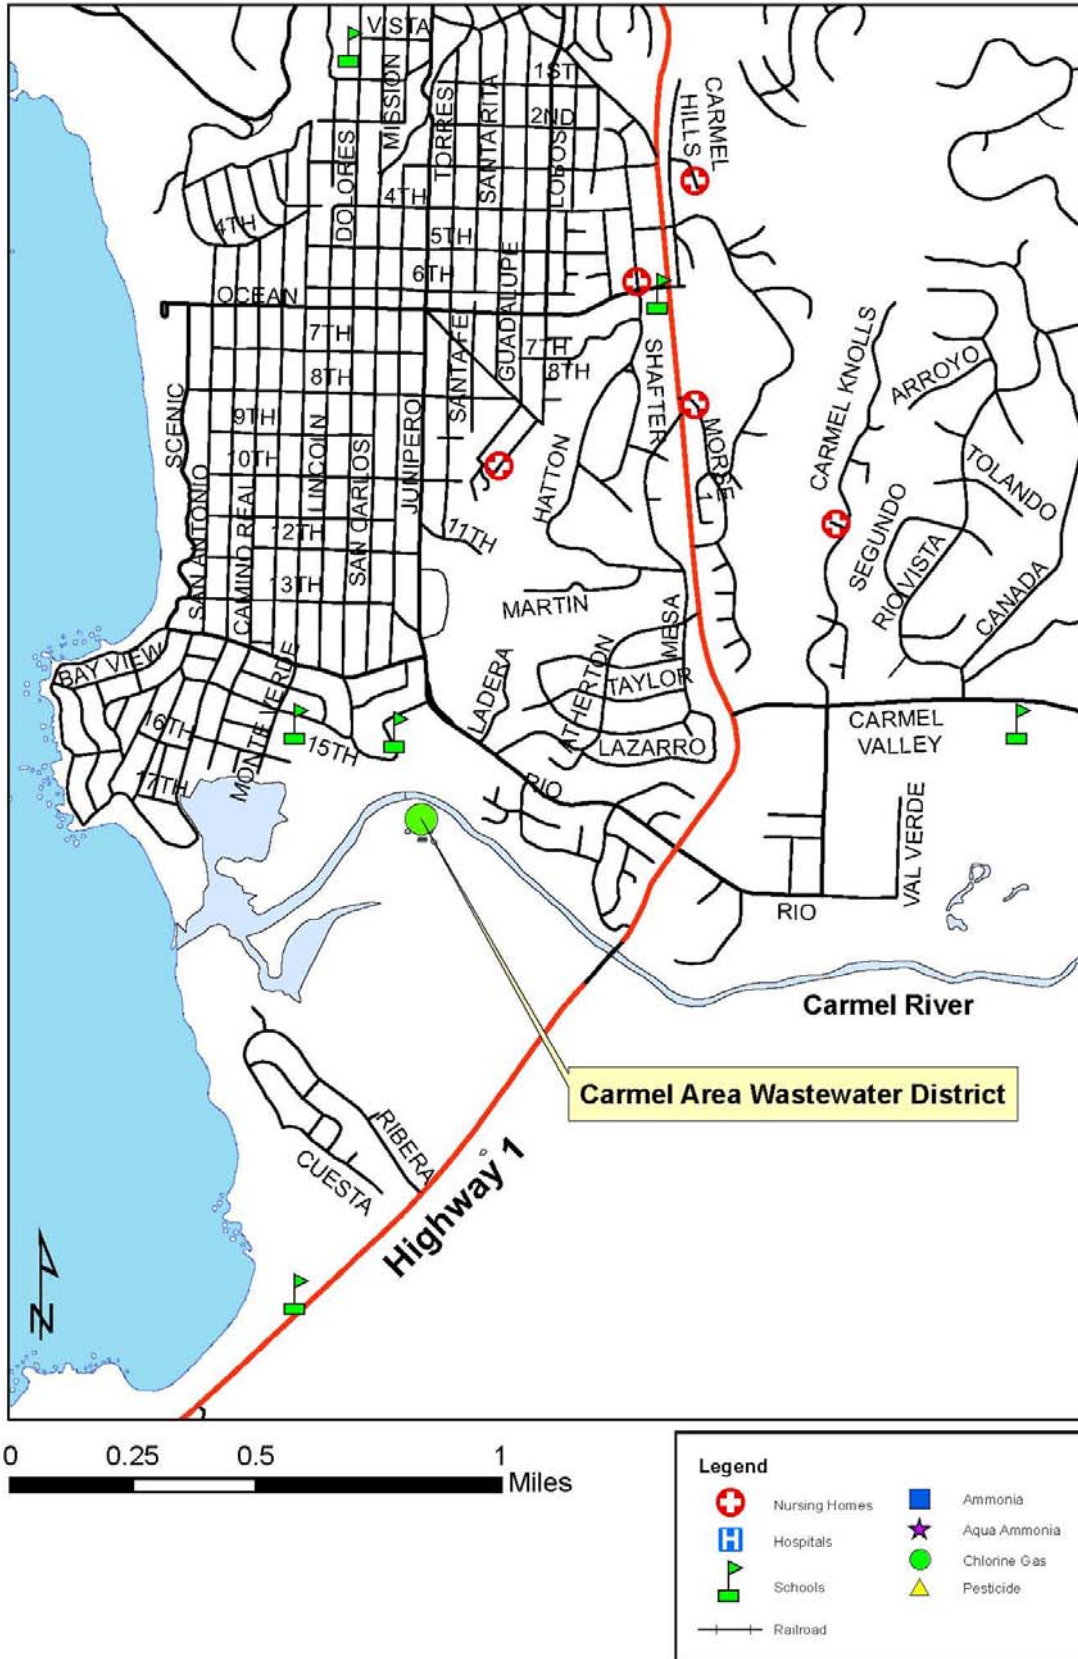 VISTA
MISSION
DOLORES
TORRES
SANTA RITA
1ST
2ND
LOBOS
CARMEL
HILLS
4TH
4TH
5TH
6TH
GUADALUPE
OCEAN
7TH
SANTA FE
7TH
8TH
8TH
SHAFTER
CARMEL KNOLLS
ARROYO
SCENIC
9TH
LINCOLN
JUNIPERO
HATTON
MORSE
10TH
SAN CARLOS
TOLANDO
SAN ANTONIO
CAMINO REAL
12TH
11TH
SEGUNDO
RIO VISTA
13TH
MARTIN
CANADA
MESA
BAY VIEW
MONTE VERDE
LADERA
ATHERTON
TAYLOR
16TH
15TH
LAZARRO
CARMEL
VALLEY
17TH
RIO
VAL VERDE
RIO
Carmel River
Carmel Area Wastewater District
RIBERA
CUESTA
Highway 1
N
0 0.25 0.5 1
Miles
Legend
Nursing Homes
H Hospitals
Schools
Railroad
Ammonia
Aqua Ammonia
Chlorine Gas
Pesticide